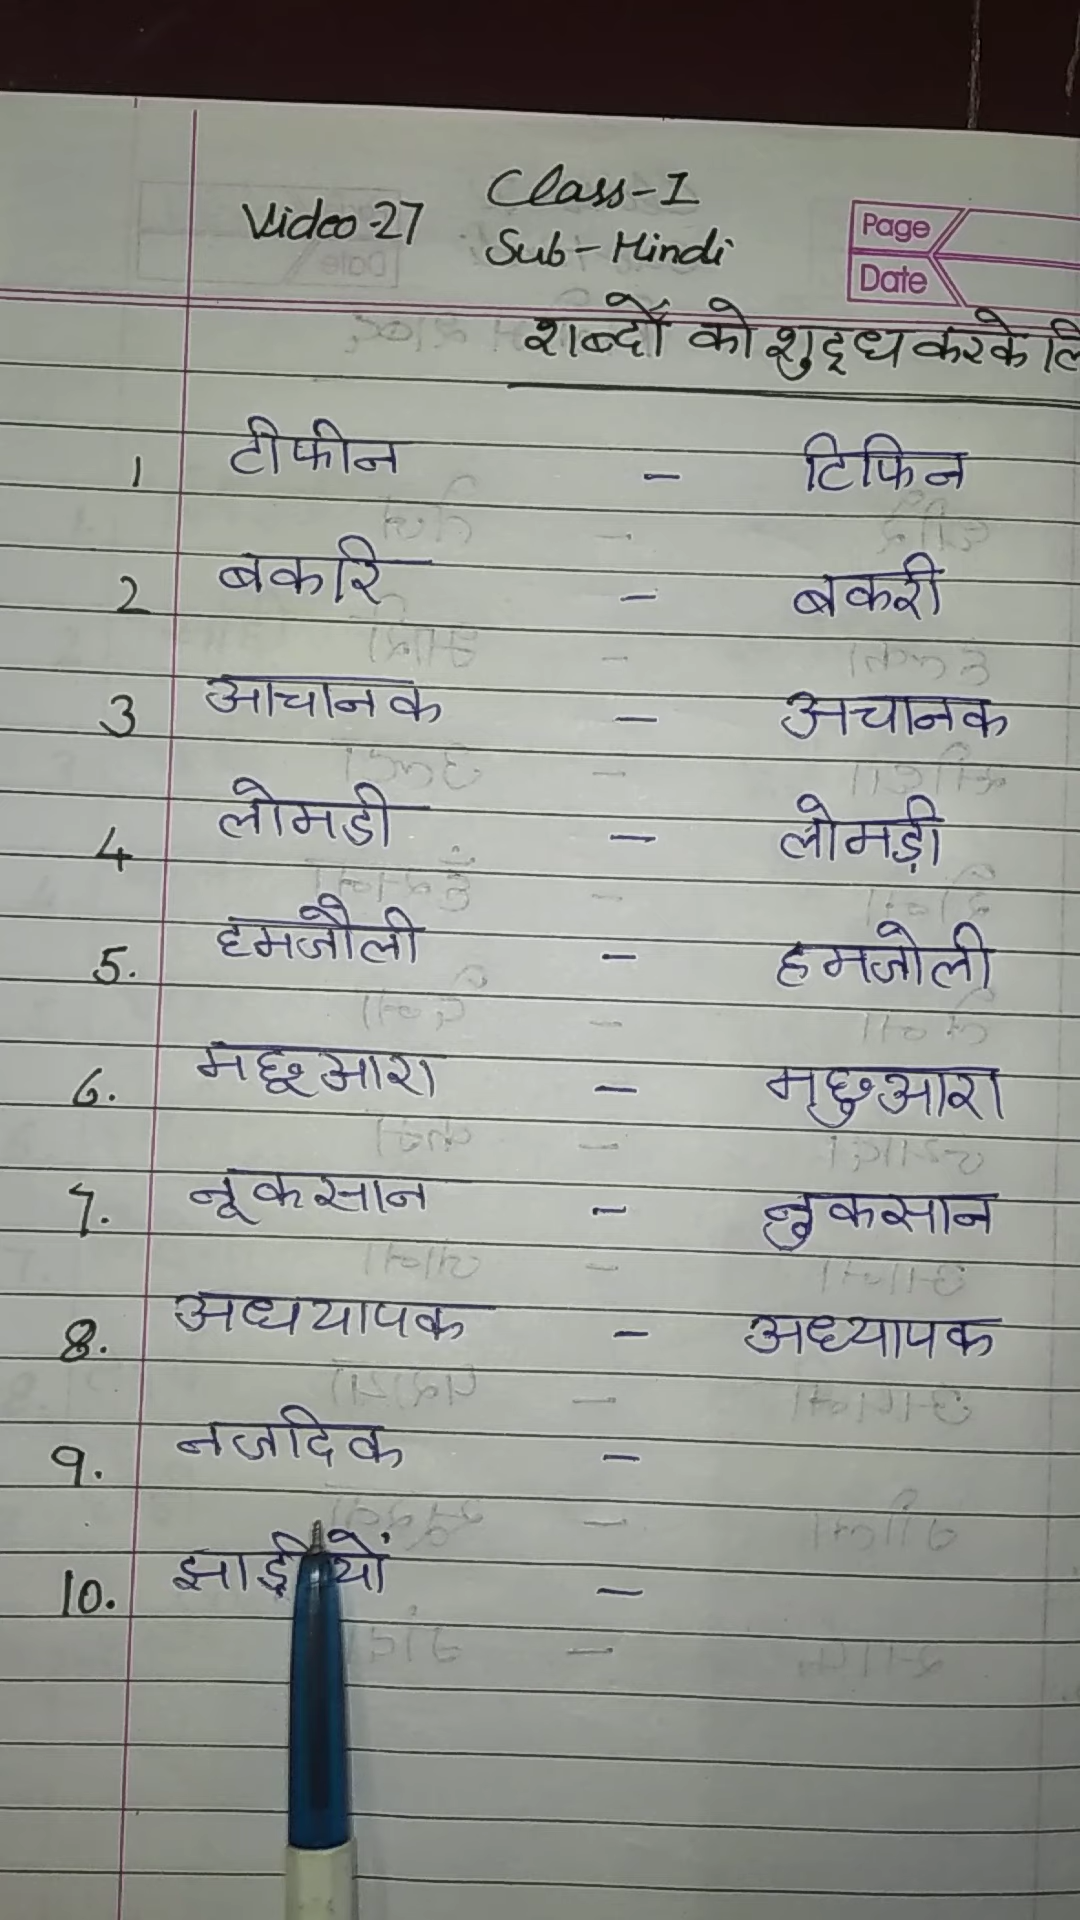 Class-I
Video-27
Sub-Hindi
Page
Date
शब्दों को शुद्ध करके लि
1 टीफीन - टिफिन
2 बकरि - बकरी
3 आचानक - अचानक
4 लोमडी - लोमड़ी
5. हमजौली - हमजोली
6. मछूआरा - मछुआरा
7. नूकसान - नुकसान
8. अधयापक - अध्यापक
9. नजदिक -
10. झाड़ीयों -